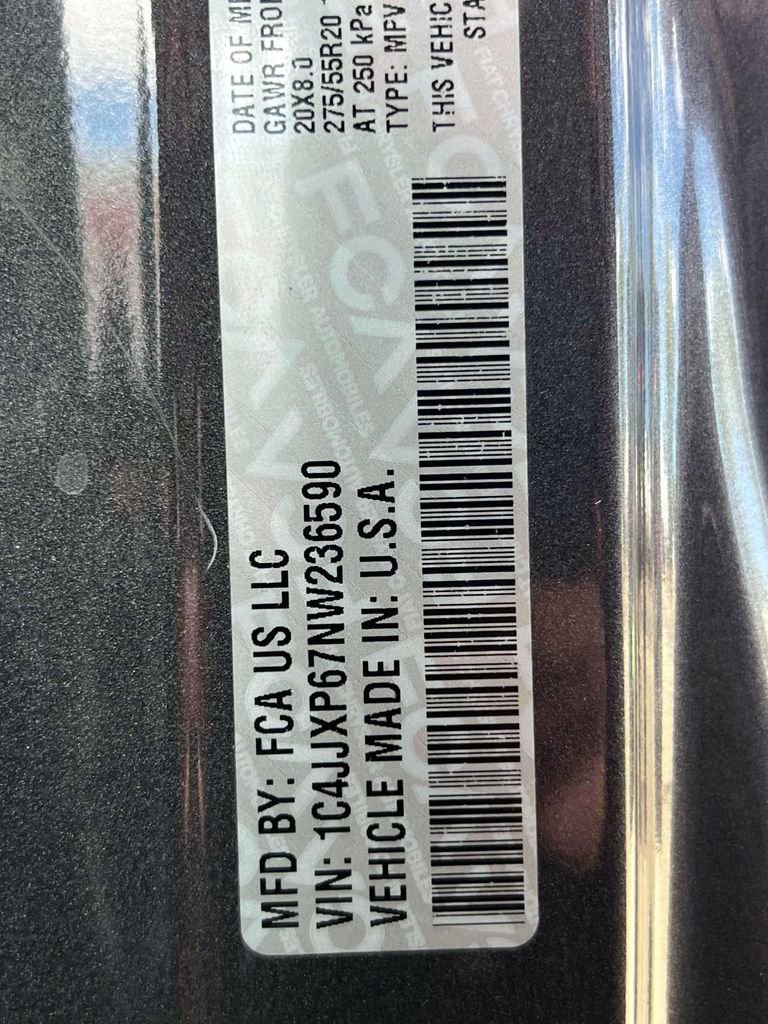 MFD BY: FCA US LLC
VIN: 1C4JJXP67NW236590
VEHICLE MADE IN: U.S.A.
DATE OF M
GAWR FRO
20X8.0
275/55R20
AT 250 kPa
TYPE: MPV
THIS VEHIC
STA